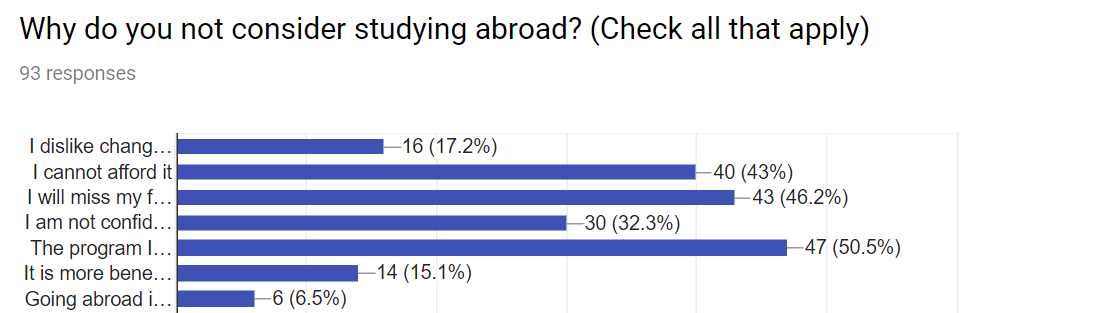 Why do you not consider studying abroad? (Check all that apply)
93 responses
I dislike chang... 16 (17.2%)
I cannot afford it 40 (43%)
I will miss my f... 43 (46.2%)
I am not confid... 30 (32.3%)
The program I... 47 (50.5%)
It is more bene... 14 (15.1%)
Going abroad i... 6 (6.5%)